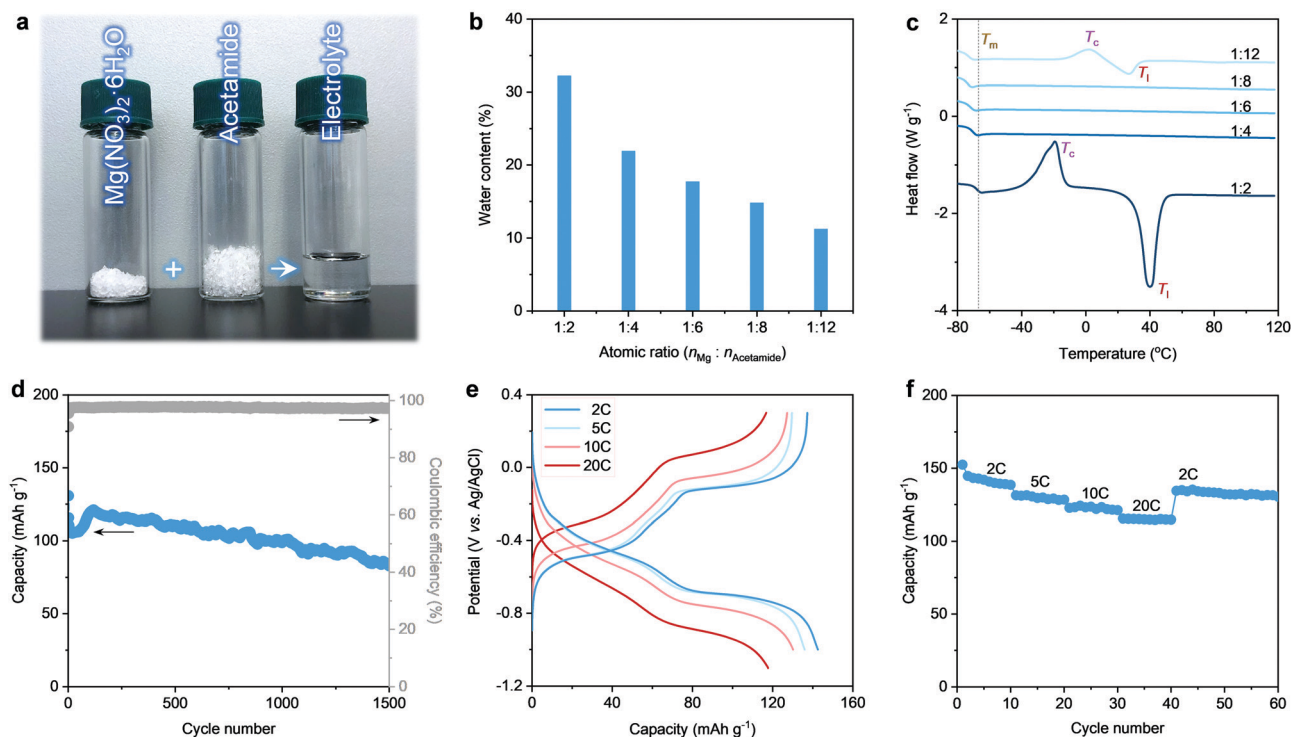 a
Mg(NO₃)₂·6H₂O
Acetamide
Electrolyte
+
→
b
40
30
20
10
0
Water content (%)
1:2 1:4 1:6 1:8 1:12
Atomic ratio (nMg : nAcetamide)
c
2
0
-2
-4
Heat flow (W g⁻¹)
Tm
Tc
Tl
1:12
1:8
1:6
1:4
Tc
1:2
Tl
-80 -40 0 40 80 120
Temperature (°C)
d
200
150
100
50
0
Capacity (mAh g⁻¹)
100
80
60
40
20
0
Coulombic efficiency (%)
0 500 1000 1500
Cycle number
e
0.4
0.0
-0.4
-0.8
-1.2
Potential (V vs. Ag/AgCl)
2C
5C
10C
20C
0 40 80 120 160
Capacity (mAh g⁻¹)
f
200
150
100
50
0
Capacity (mAh g⁻¹)
2C
5C
10C
20C
2C
0 10 20 30 40 50 60
Cycle number